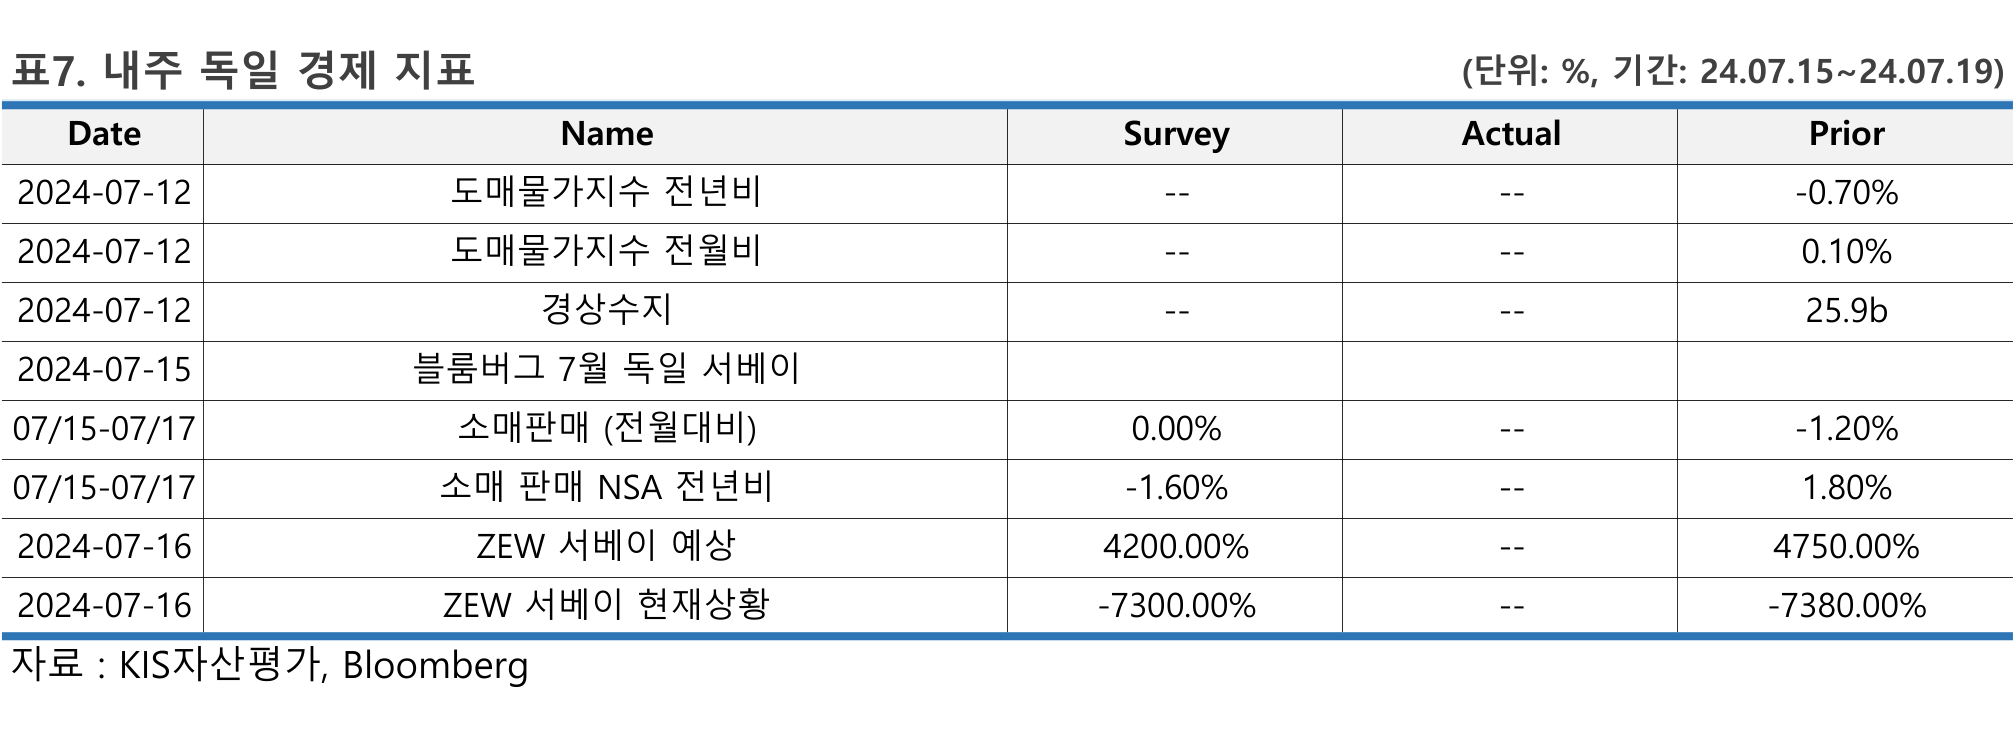 표7. 내주 독일 경제 지표 (단위: %, 기간: 24.07.15~24.07.19)
Date Name Survey Actual Prior
2024-07-12 도매물가지수 전년비 -- -- -0.70%
2024-07-12 도매물가지수 전월비 -- -- 0.10%
2024-07-12 경상수지 -- -- 25.9b
2024-07-15 블룸버그 7월 독일 서베이
07/15-07/17 소매판매 (전월대비) 0.00% -- -1.20%
07/15-07/17 소매 판매 NSA 전년비 -1.60% -- 1.80%
2024-07-16 ZEW 서베이 예상 4200.00% -- 4750.00%
2024-07-16 ZEW 서베이 현재상황 -7300.00% -- -7380.00%
자료 : KIS자산평가, Bloomberg